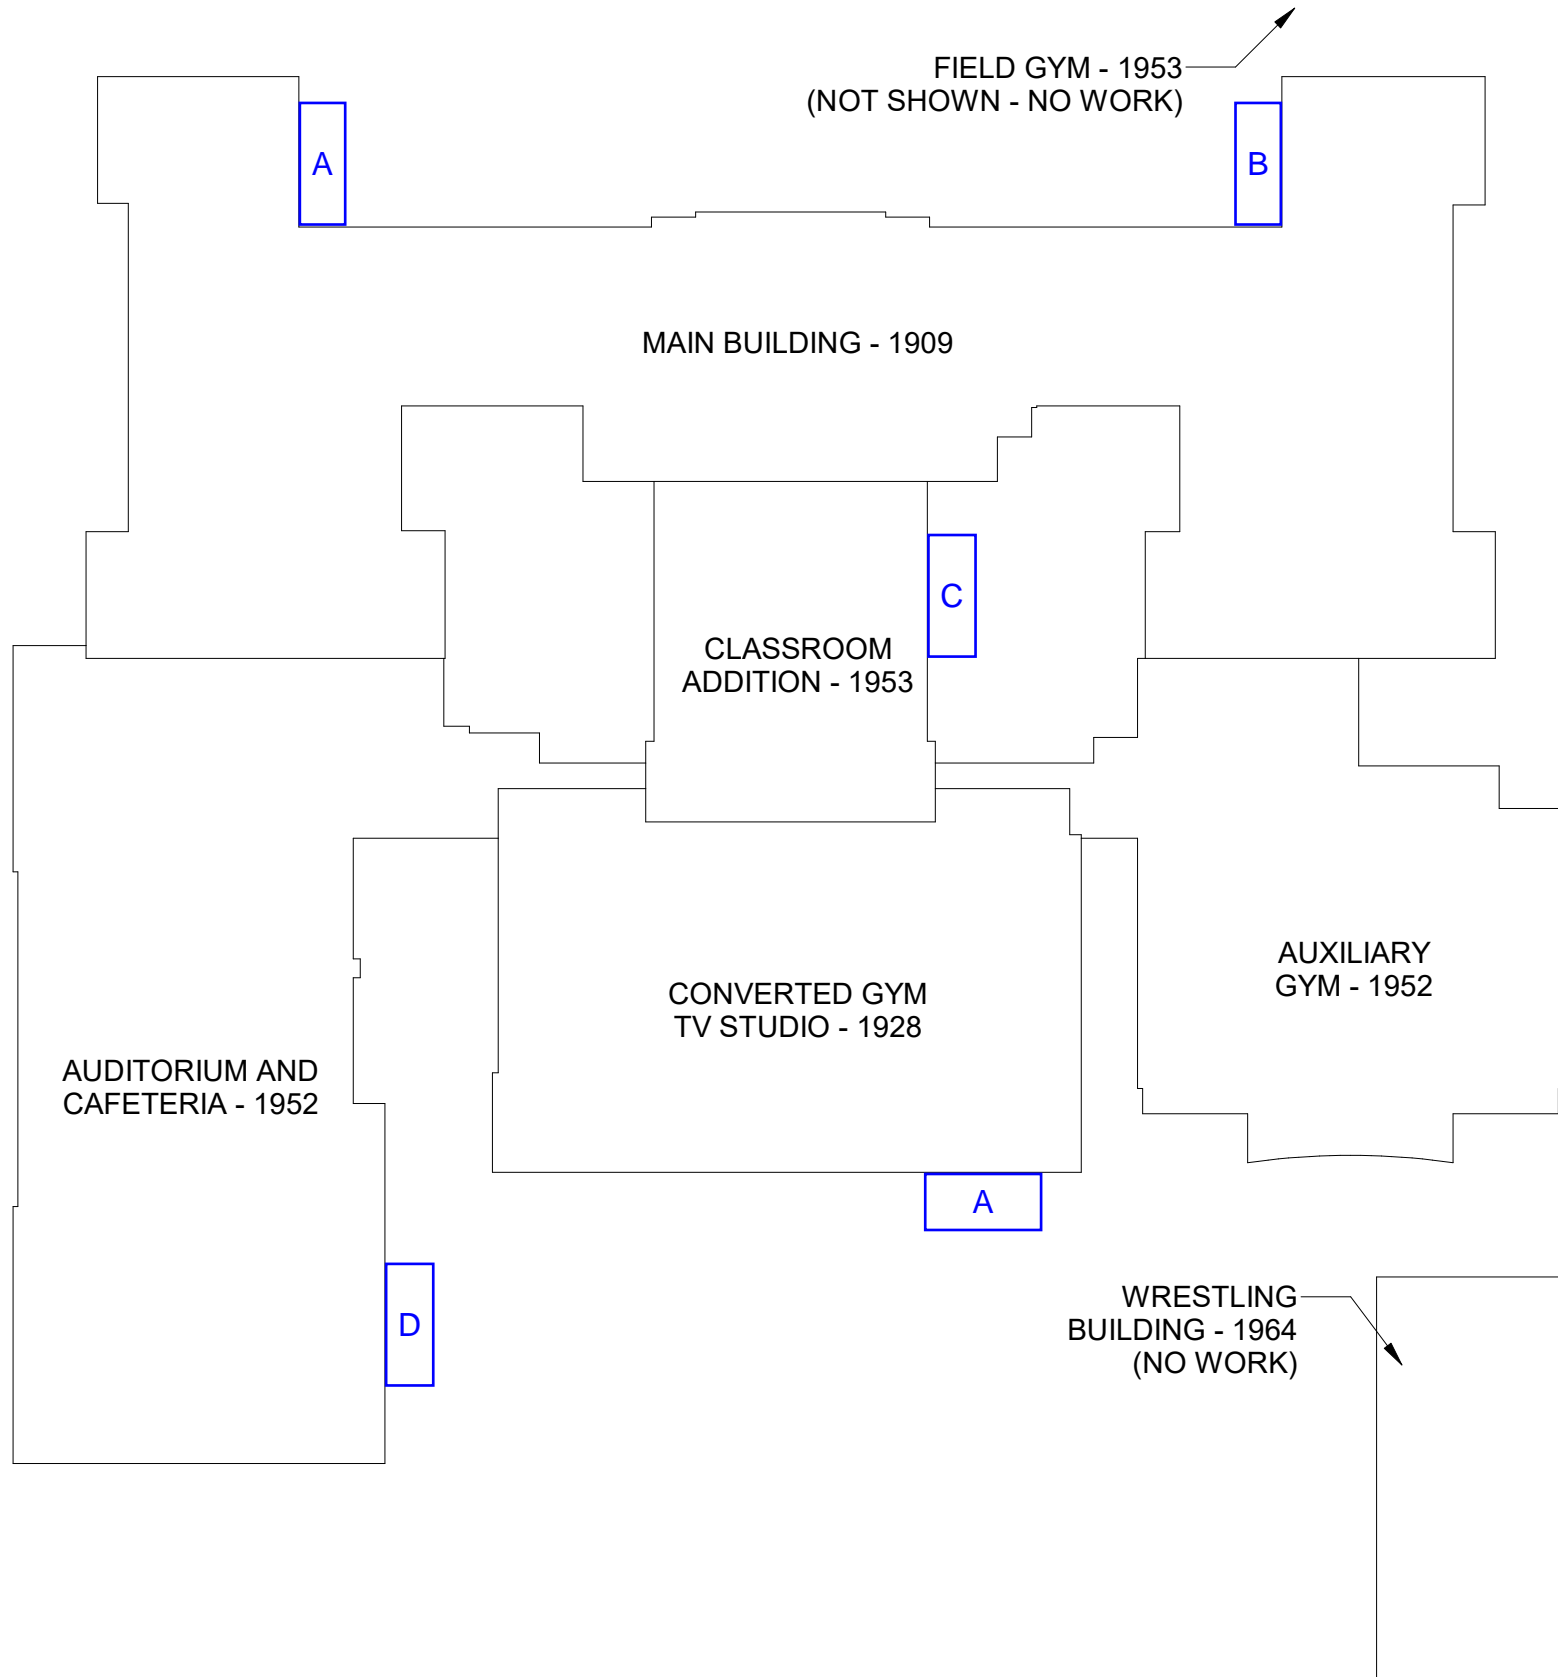 FIELD GYM - 1953
(NOT SHOWN - NO WORK)
A
B
MAIN BUILDING - 1909
C
CLASSROOM
ADDITION - 1953
AUXILIARY
GYM - 1952
CONVERTED GYM
TV STUDIO - 1928
AUDITORIUM AND
CAFETERIA - 1952
A
D
WRESTLING
BUILDING - 1964
(NO WORK)